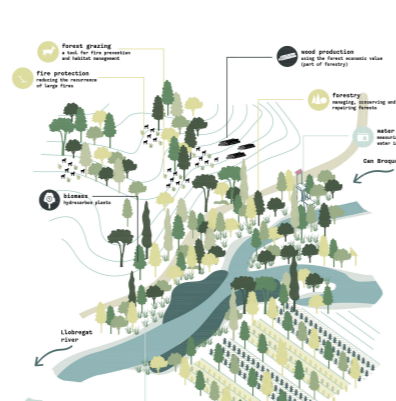 forest grazing
a tool for fire prevention
and habitat management
wood production
using the forest economic value
(part of forestry)
fire protection
reducing the recurrence
of large fires
forestry
managing, conserving and
repairing forests
water
measuri
water i
Can Broqu
biomass
hydrocarbon plants
Llobregat
river